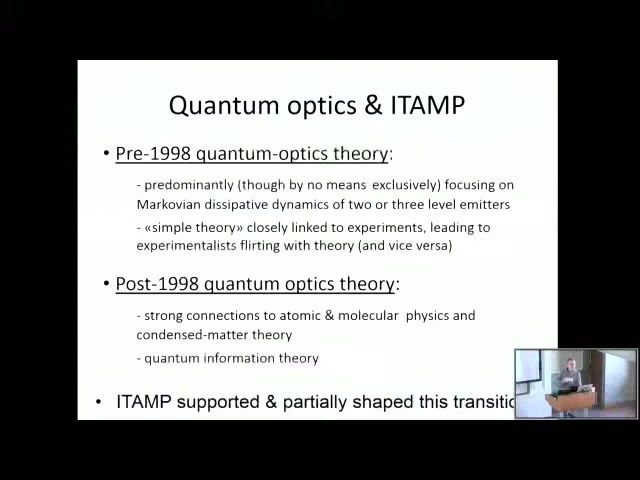 Quantum optics & ITAMP
• Pre-1998 quantum-optics theory:
- predominantly (though by no means exclusively) focusing on
Markovian dissipative dynamics of two or three level emitters
- «simple theory» closely linked to experiments, leading to
experimentalists flirting with theory (and vice versa)
• Post-1998 quantum optics theory:
- strong connections to atomic & molecular physics and
condensed-matter theory
- quantum information theory
• ITAMP supported & partially shaped this transitio